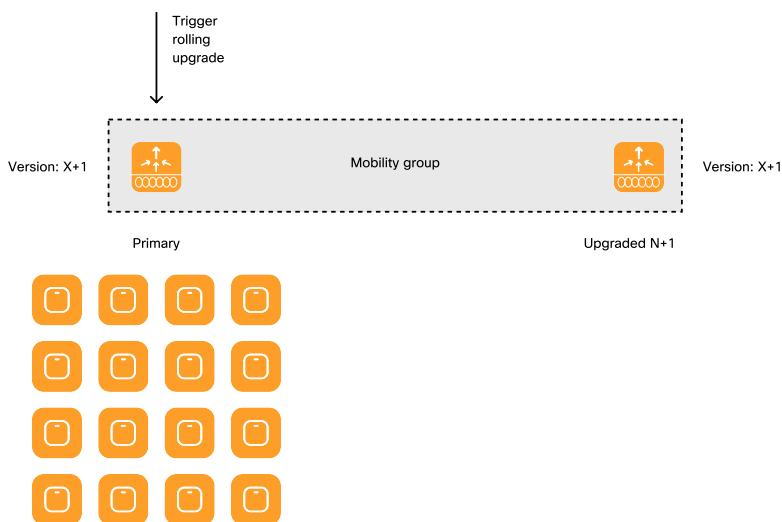 Trigger
rolling
upgrade
Version: X+1
Mobility group
Version: X+1
Primary
Upgraded N+1